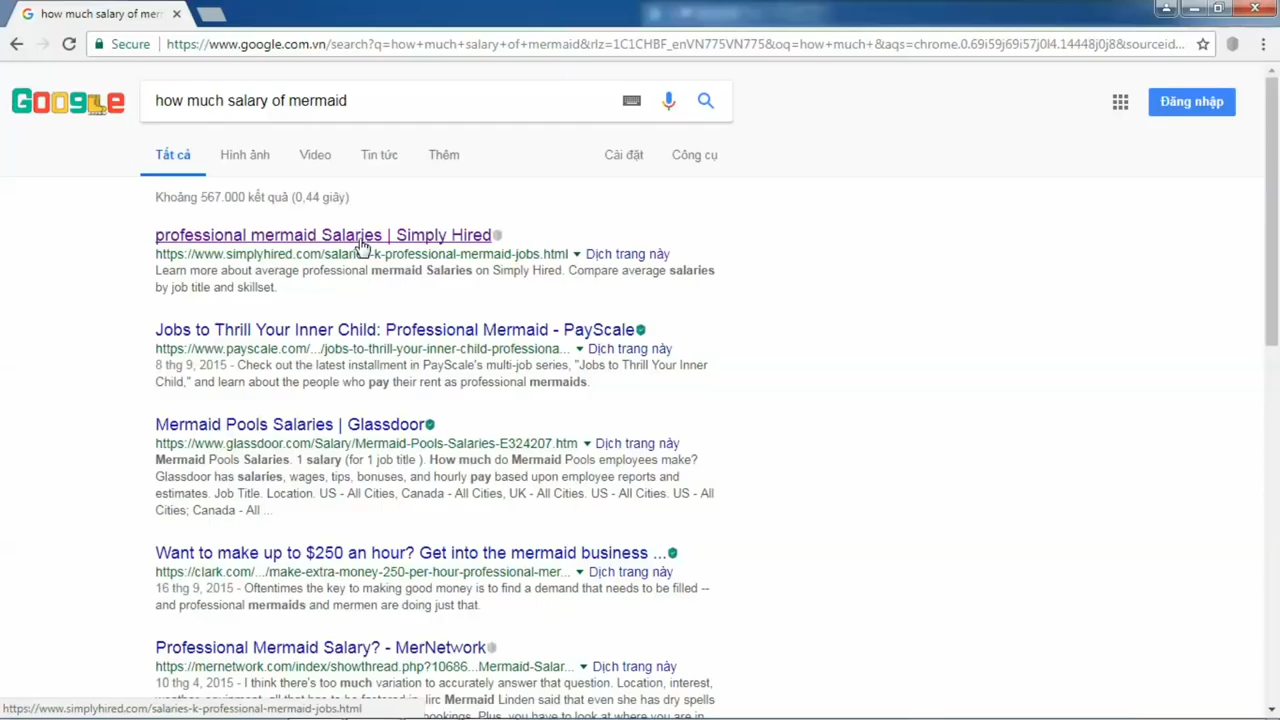 how much salary of mer
Secure
https://www.google.com.vn/search?q=how+much+salary+of+mermaid&rlz=1C1CHBF_enVN775VN775&oq=how+much+&aqs=chrome.0.69i59j69i57j0l4.14448j0j8&sourceid...
Google
how much salary of mermaid
Đăng nhập
Tất cả Hình ảnh Video Tin tức Thêm Cài đặt Công cụ
Khoảng 567.000 kết quả (0,44 giây)
professional mermaid Salaries | Simply Hired
https://www.simplyhired.com/salaries-k-professional-mermaid-jobs.html Dịch trang này
Learn more about average professional mermaid Salaries on Simply Hired. Compare average salaries
by job title and skillset.
Jobs to Thrill Your Inner Child: Professional Mermaid - PayScale
https://www.payscale.com/.../jobs-to-thrill-your-inner-child-professiona... Dịch trang này
8 thg 9, 2015 - Check out the latest installment in PayScale's multi-job series, "Jobs to Thrill Your Inner
Child," and learn about the people who pay their rent as professional mermaids.
Mermaid Pools Salaries | Glassdoor
https://www.glassdoor.com/Salary/Mermaid-Pools-Salaries-E324207.htm Dịch trang này
Mermaid Pools Salaries. 1 salary (for 1 job title ). How much do Mermaid Pools employees make?
Glassdoor has salaries, wages, tips, bonuses, and hourly pay based upon employee reports and
estimates. Job Title. Location. US - All Cities, Canada - All Cities, UK - All Cities. US - All
Cities; Canada - All ...
Want to make up to $250 an hour? Get into the mermaid business ...
https://clark.com/.../make-extra-money-250-per-hour-professional-mer... Dịch trang này
16 thg 9, 2015 - Oftentimes the key to making good money is to find a demand that needs to be filled --
and professional mermaids and mermen are doing just that.
Professional Mermaid Salary? - MerNetwork
https://mernetwork.com/index/showthread.php?10686...Mermaid-Salar... Dịch trang này
10 thg 4, 2015 - I think there's too much variation to accurately answer that question. Location, interest,
Mermaid Linden said that even she has dry spells
https://www.simplyhired.com/salaries-k-professional-mermaid-jobs.html